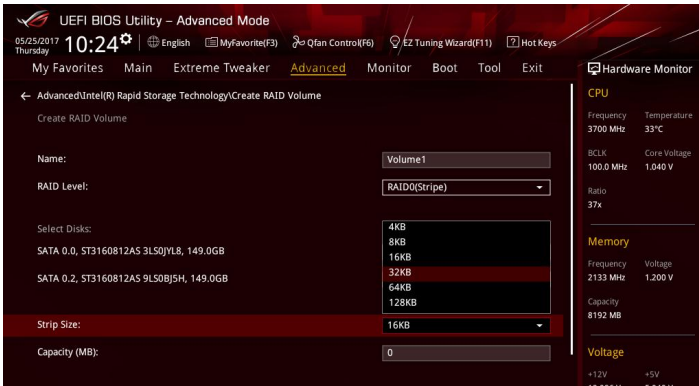 UEFI BIOS Utility – Advanced Mode
05/25/2017 Thursday 10:24 English MyFavorite(F3) Qfan Control(F6) EZ Tuning Wizard(F11) ? Hot Keys
My Favorites Main Extreme Tweaker Advanced Monitor Boot Tool Exit
← Advanced\Intel(R) Rapid Storage Technology\Create RAID Volume
Create RAID Volume
Name: Volume1
RAID Level: RAID0(Stripe)
Select Disks:
SATA 0.0, ST3160812AS 3LS0JYL8, 149.0GB
SATA 0.2, ST3160812AS 9LS0BJ5H, 149.0GB
4KB
8KB
16KB
32KB
64KB
128KB
Strip Size: 16KB
Capacity (MB): 0
Hardware Monitor
CPU
Frequency Temperature
3700 MHz 33°C
BCLK Core Voltage
100.0 MHz 1.040 V
Ratio
37x
Memory
Frequency Voltage
2133 MHz 1.200 V
Capacity
8192 MB
Voltage
+12V +5V